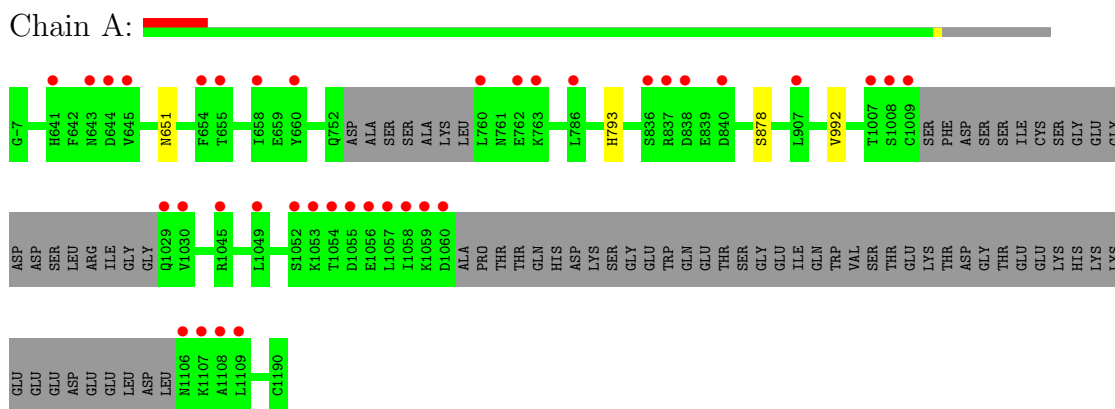 Chain A:
G-7 H641 F642 N643 D644 V645 N651 F654 T655 I658 E659 Y660 Q752 ASP ALA SER SER ALA LYS LEU L760 N761 E762 K763 L786 H793 S836 R837 D838 E839 D840 S878 L907 V992 T1007 S1008 C1009 SER PHE ASP SER SER ILE CYS SER GLY GLU GLY
ASP ASP SER LEU ARG ILE GLY GLY Q1029 V1030 R1045 L1049 S1052 K1053 T1054 D1055 E1056 L1057 I1058 K1059 D1060 ALA PRO THR THR GLN HIS ASP LYS SER GLY GLU TRP GLN GLU THR SER GLY GLU ILE GLN TRP VAL SER THR GLU LYS THR ASP GLY THR GLU GLU LYS HIS LYS LYS
GLU GLU GLU ASP GLU GLU LEU ASP LEU N1106 K1107 A1108 L1109 C1190